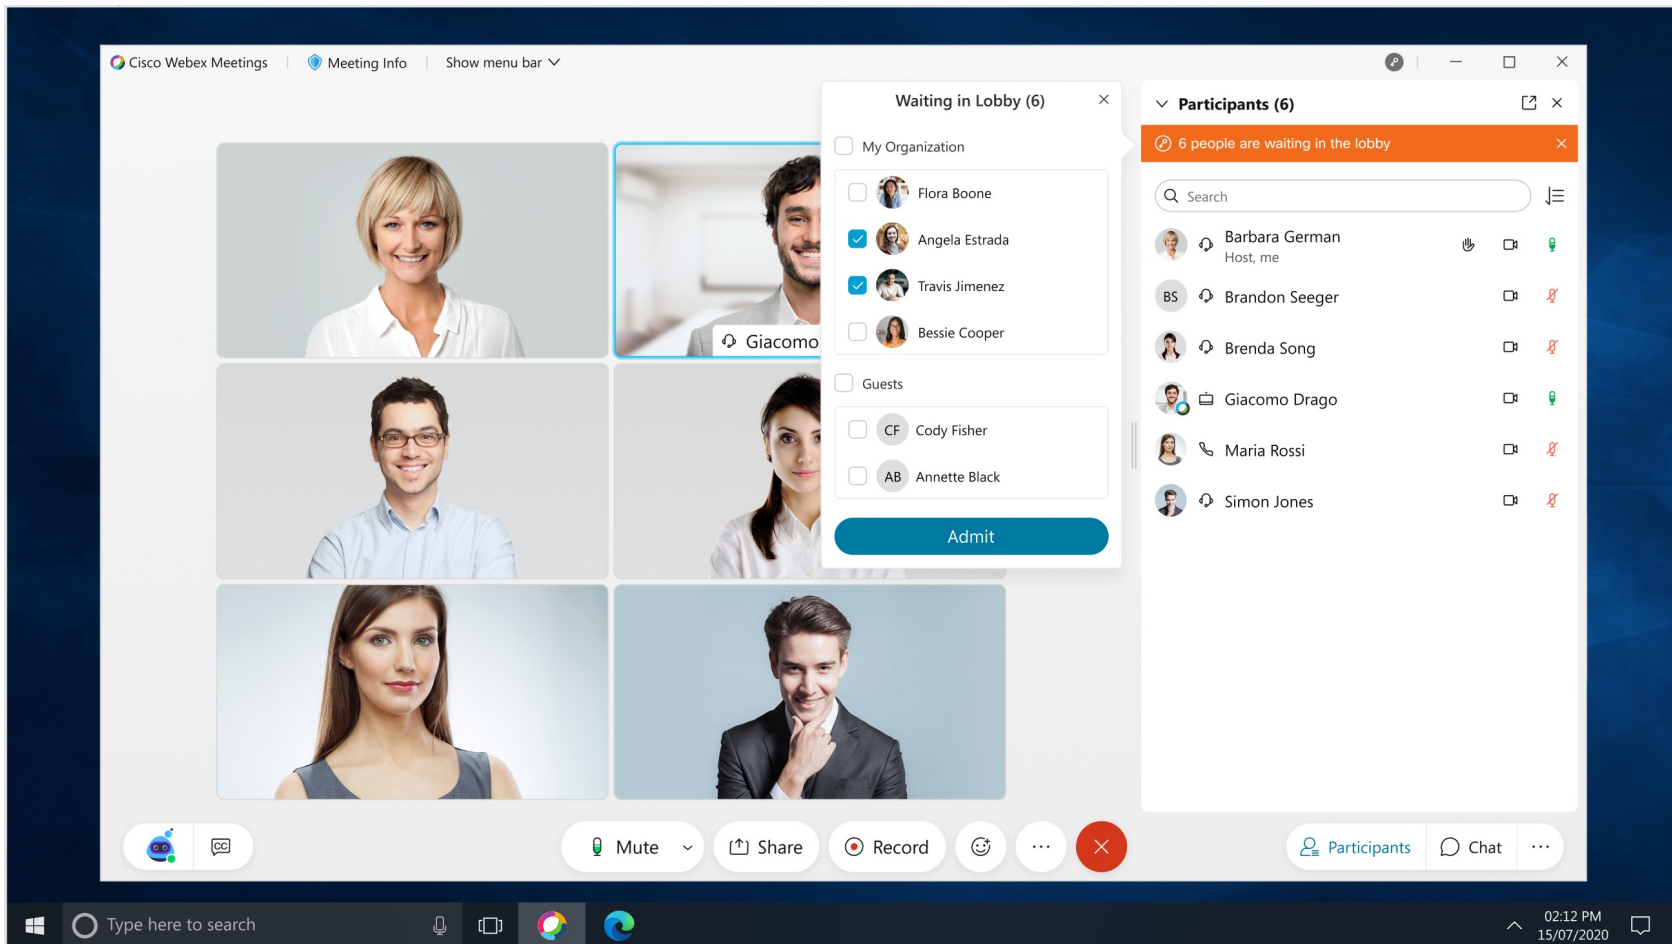 Cisco Webex Meetings
Meeting Info
Show menu bar
Giacomo
Waiting in Lobby (6)
My Organization
Flora Boone
Angela Estrada
Travis Jimenez
Bessie Cooper
Guests
CF Cody Fisher
AB Annette Black
Admit
Participants (6)
6 people are waiting in the lobby
Search
Barbara German
Host, me
BS Brandon Seeger
Brenda Song
Giacomo Drago
Maria Rossi
Simon Jones
CC
Mute
Share
Record
Participants
Chat
Type here to search
02:12 PM
15/07/2020